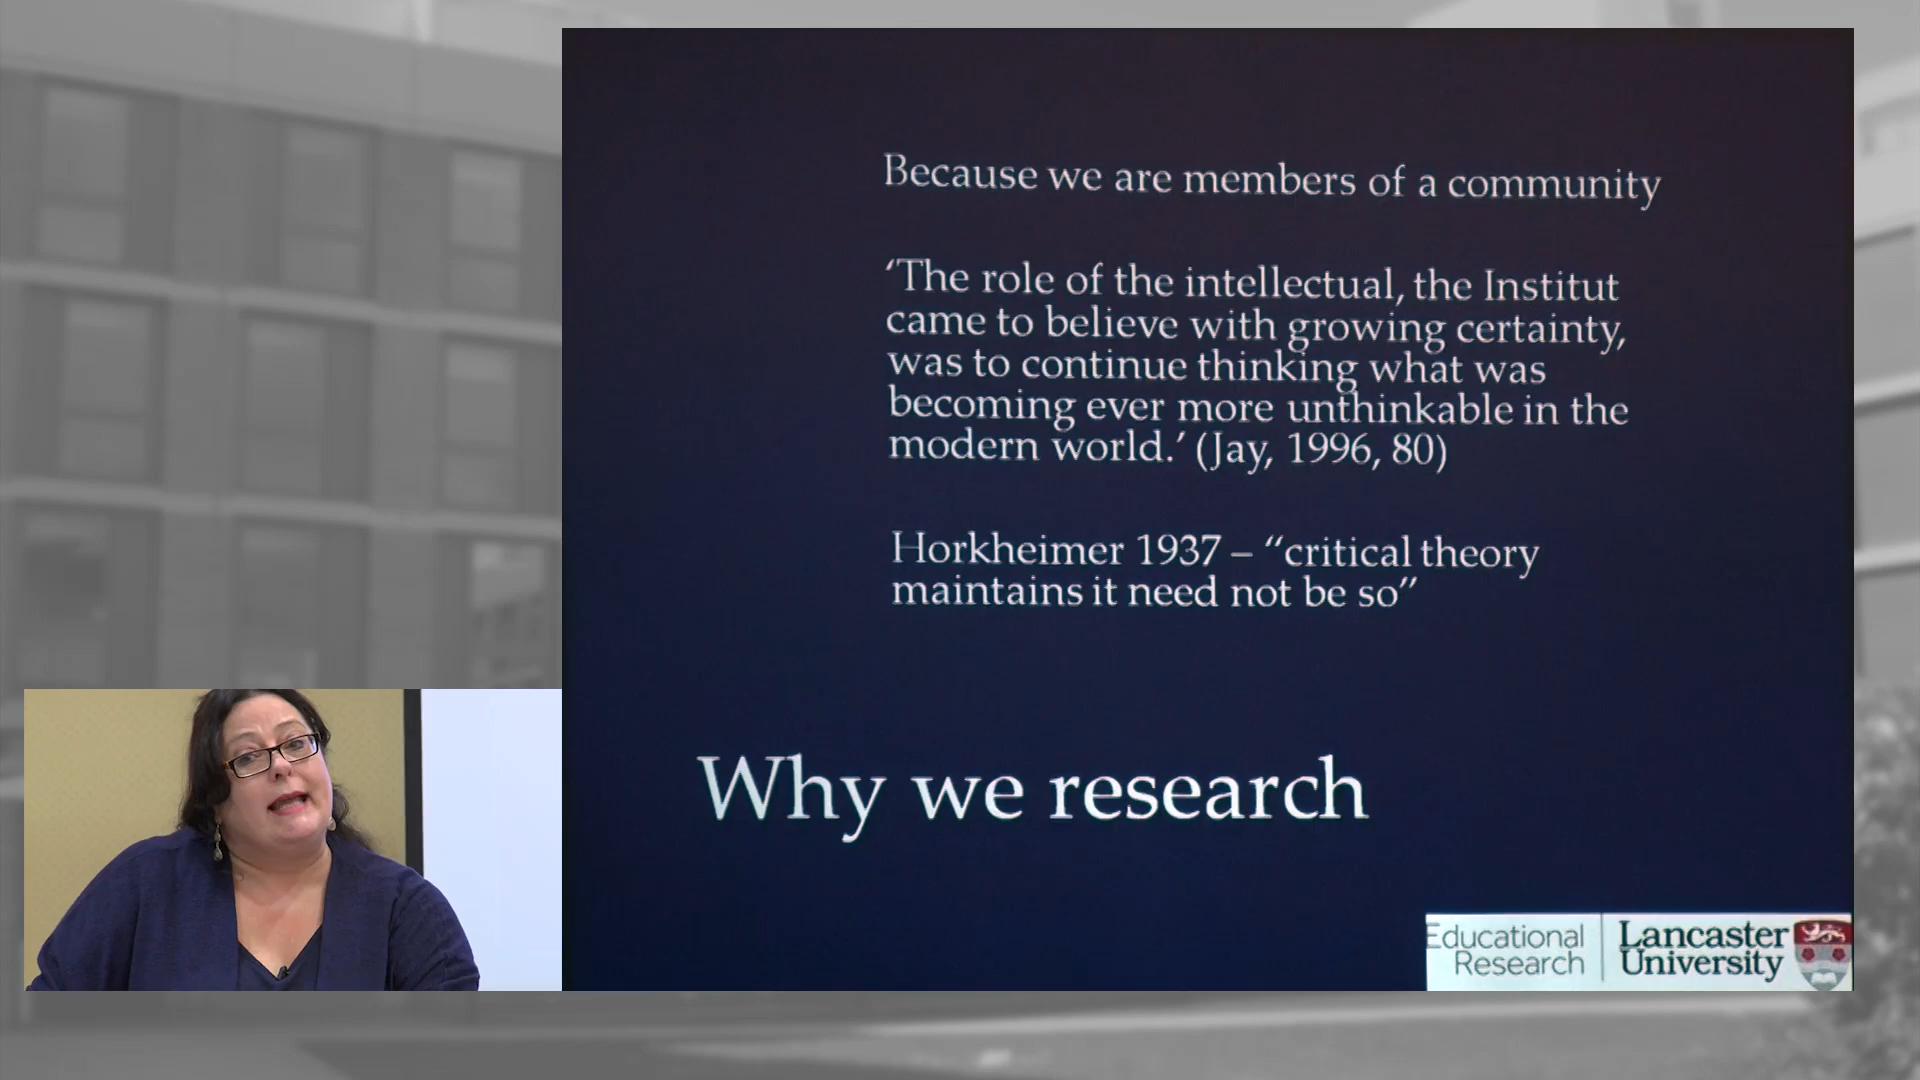 Because we are members of a community
‘The role of the intellectual, the Institut
came to believe with growing certainty,
was to continue thinking what was
becoming ever more unthinkable in the
modern world.’ (Jay, 1996, 80)
Horkheimer 1937 – “critical theory
maintains it need not be so”
Why we research
Educational
Research
Lancaster
University